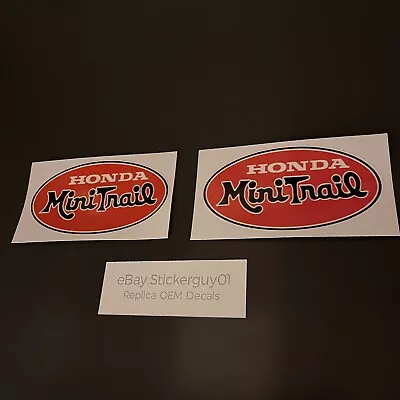 HONDA
MiniTrail
HONDA
MiniTrail
eBay.Stickerguy01
Replica OEM Decals